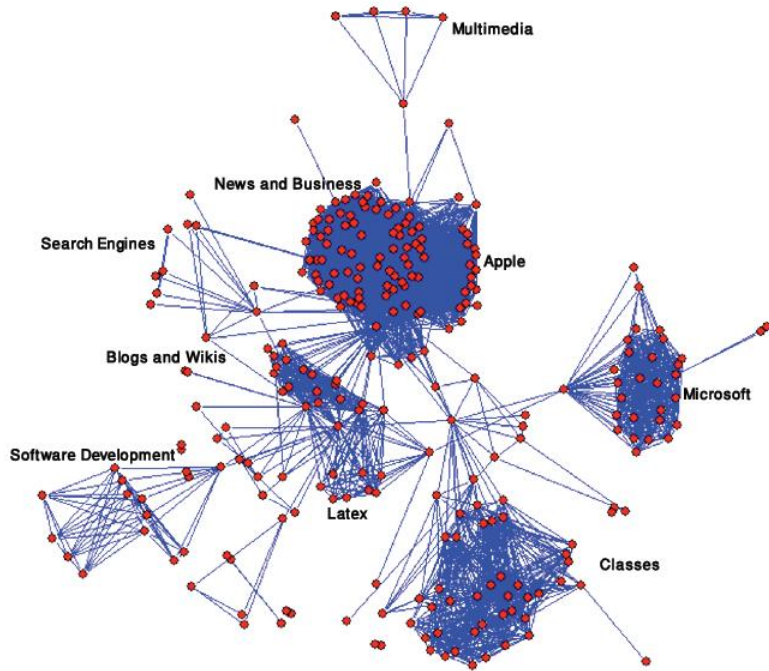 Multimedia
News and Business
Search Engines
Apple
Blogs and Wikis
Microsoft
Software Development
Latex
Classes